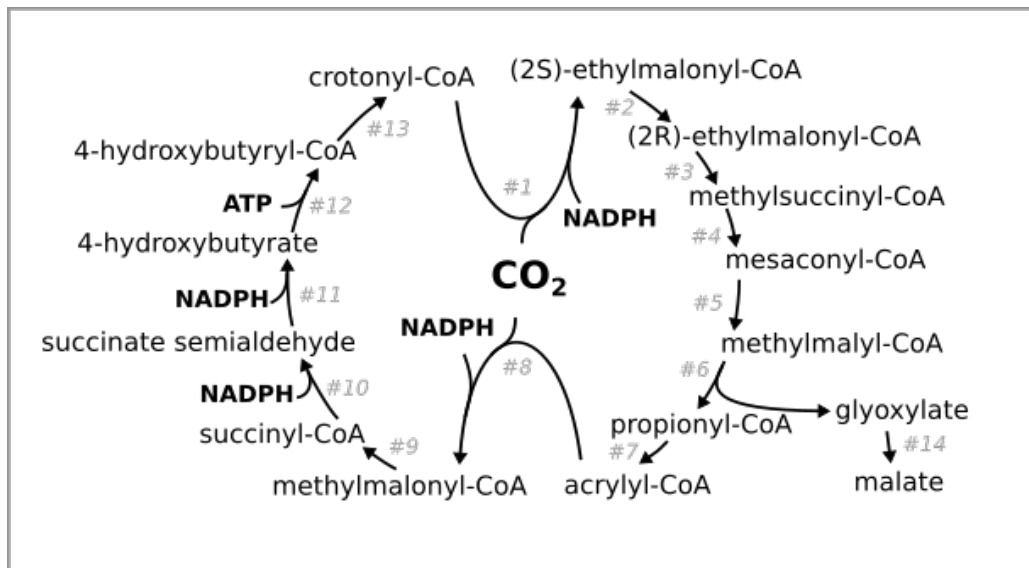 crotonyl-CoA
(2S)-ethylmalonyl-CoA
#2
#13
(2R)-ethylmalonyl-CoA
4-hydroxybutyryl-CoA
#3
#1
methylsuccinyl-CoA
ATP
#12
NADPH
#4
4-hydroxybutyrate
mesaconyl-CoA
CO₂
NADPH
#11
#5
NADPH
succinate semialdehyde
methylmalyl-CoA
#8
#6
NADPH
#10
glyoxylate
propionyl-CoA
succinyl-CoA
#9
#7
#14
methylmalonyl-CoA
acrylyl-CoA
malate